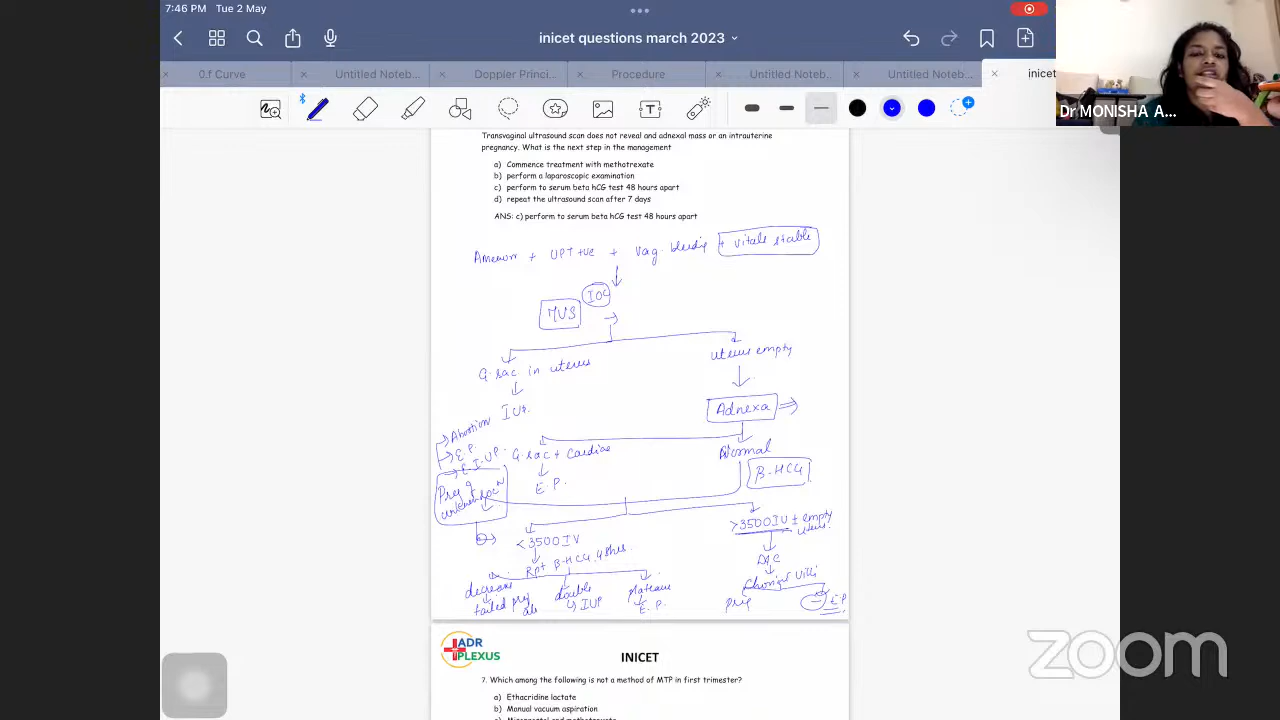 7:46 PM Tue 2 May
inicet questions march 2023
0.f Curve
Untitled Noteb...
Doppler Princi...
Procedure
Untitled Noteb...
Untitled Noteb...
inicet
Dr MONISHA A...
Transvaginal ultrasound scan does not reveal and adnexal mass or an intrauterine
pregnancy. What is the next step in the management
a) Commence treatment with methotrexate
b) perform a laparoscopic examination
c) perform to serum beta hCG test 48 hours apart
d) repeat the ultrasound scan after 7 days
ANS: c) perform to serum beta hCG test 48 hours apart
+ UPT +ve + Vag. bleedig + vitals stable
IOC
TVS
G. sac in uterus
uterus empty
Adnexa
Abortion
E.P.
G. sac + Cardiac
Normal
E.P.
β-HCG
Preg of
< 3500 IU
>3500 IU ± empty
uterus
Rpt β-HCG 48hrs
D&C
Chorionic Villi
decrease
double
plateau
failed preg
IUP
E.P.
E.P
ADR
PLEXUS
INICET
7. Which among the following is not a method of MTP in first trimester?
a) Ethacridine lactate
b) Manual vacuum aspiration
zoom